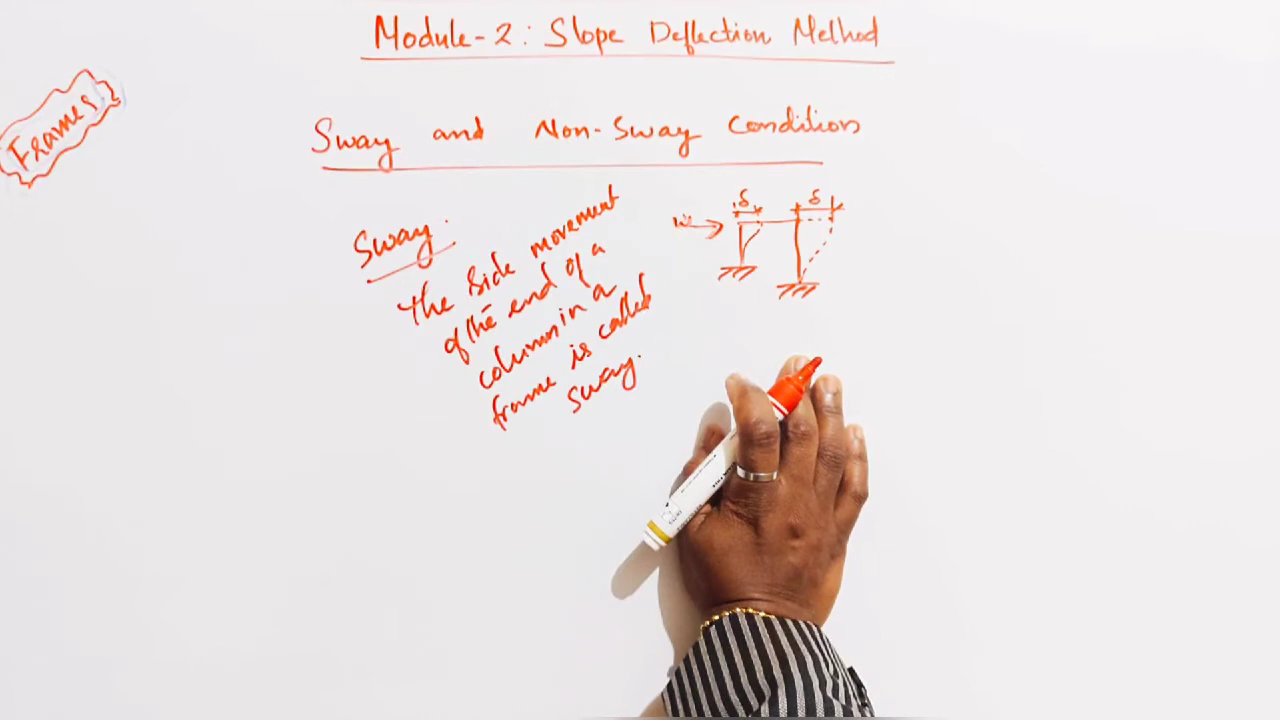 Module-2: Slope Deflection Method
Frames
Sway and Non-Sway Condition
Sway:
The side movement
of the end of a
column in a
frame is called
sway.
δ δ
W